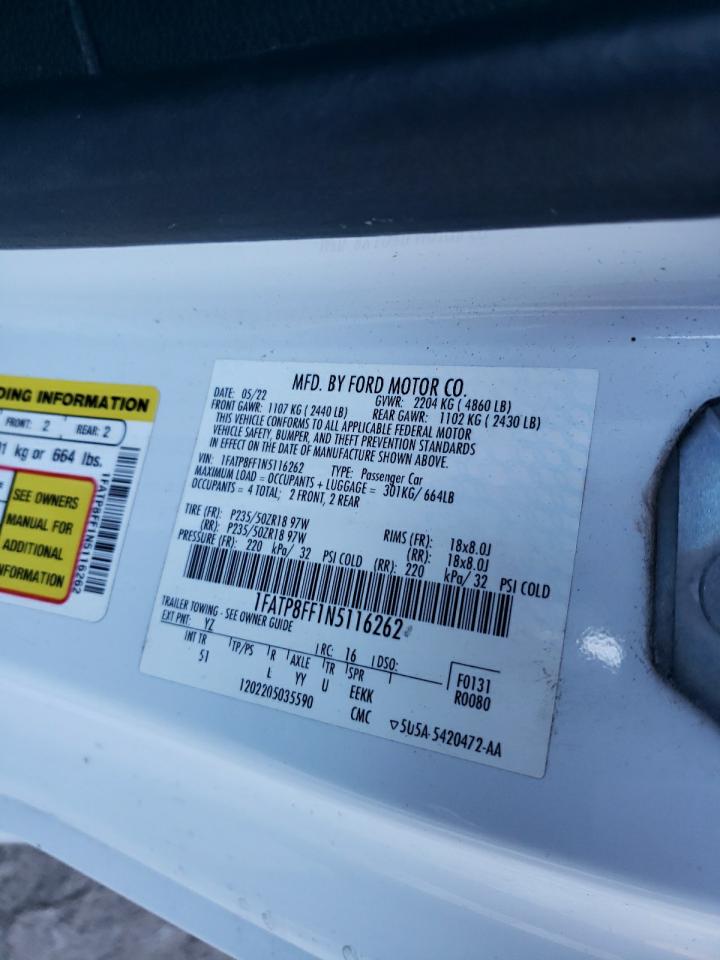 DING INFORMATION
FRONT: 2 REAR: 2
1 kg or 664 lbs.
SEE OWNERS
MANUAL FOR
ADDITIONAL
NFORMATION
1FATP8FF1N5116262
MFD. BY FORD MOTOR CO.
DATE: 05/22 GVWR: 2204 KG ( 4860 LB)
FRONT GAWR: 1107 KG (2440 LB) REAR GAWR: 1102 KG (2430 LB)
THIS VEHICLE CONFORMS TO ALL APPLICABLE FEDERAL MOTOR
VEHICLE SAFETY, BUMPER, AND THEFT PREVENTION STANDARDS
IN EFFECT ON THE DATE OF MANUFACTURE SHOWN ABOVE.
VIN: 1FATP8FF1N5116262 TYPE: Passenger Car
MAXIMUM LOAD = OCCUPANTS + LUGGAGE = 301KG/ 664LB
OCCUPANTS = 4 TOTAL; 2 FRONT, 2 REAR
TIRE (FR): P235/50ZR18 97W RIMS (FR): 18x8.0J
(RR): P235/50ZR18 97W (RR): 18x8.0J
PRESSURE (FR): 220 kPa/ 32 PSI COLD (RR): 220 kPa/ 32 PSI COLD
1FATP8FF1N5116262
TRAILER TOWING - SEE OWNER GUIDE
EXT PNT: YZ RC: 16 DSO:
INT TR TP/PS R AXLE TR SPR F0131
51 L YY U EEKK R0080
1202205035590 CMC ▽5U5A-5420472-AA